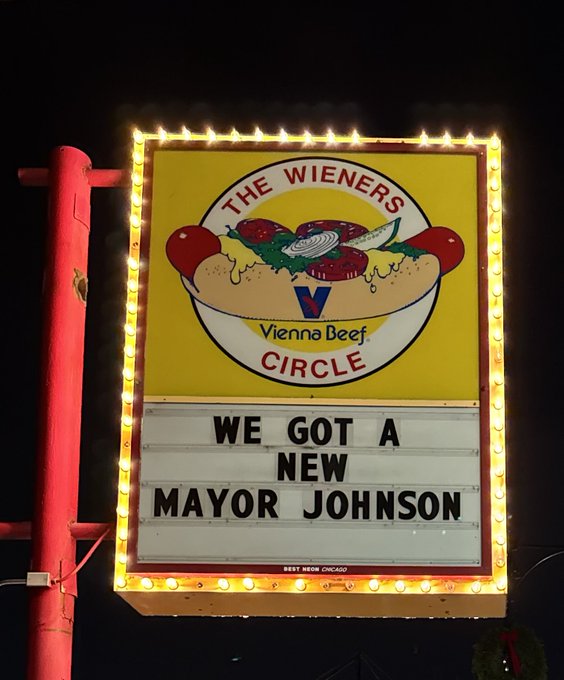 THE WIENERS
V
Vienna Beef
CIRCLE
WE GOT A
NEW
MAYOR JOHNSON
BEST NEON CHICAGO